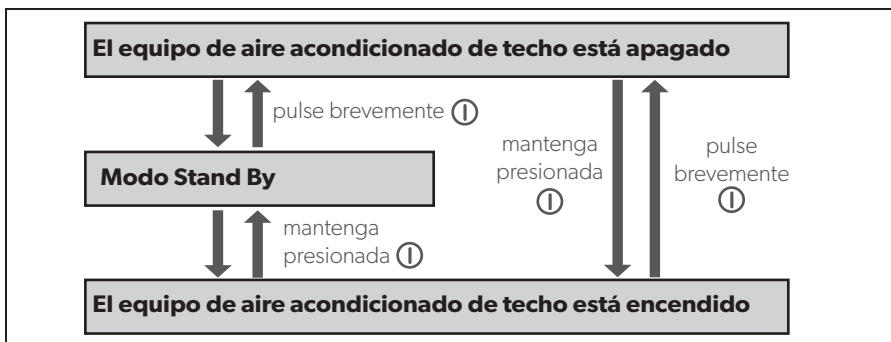 El equipo de aire acondicionado de techo está apagado
pulse brevemente
mantenga
presionada
pulse
brevemente
Modo Stand By
mantenga
presionada
El equipo de aire acondicionado de techo está encendido